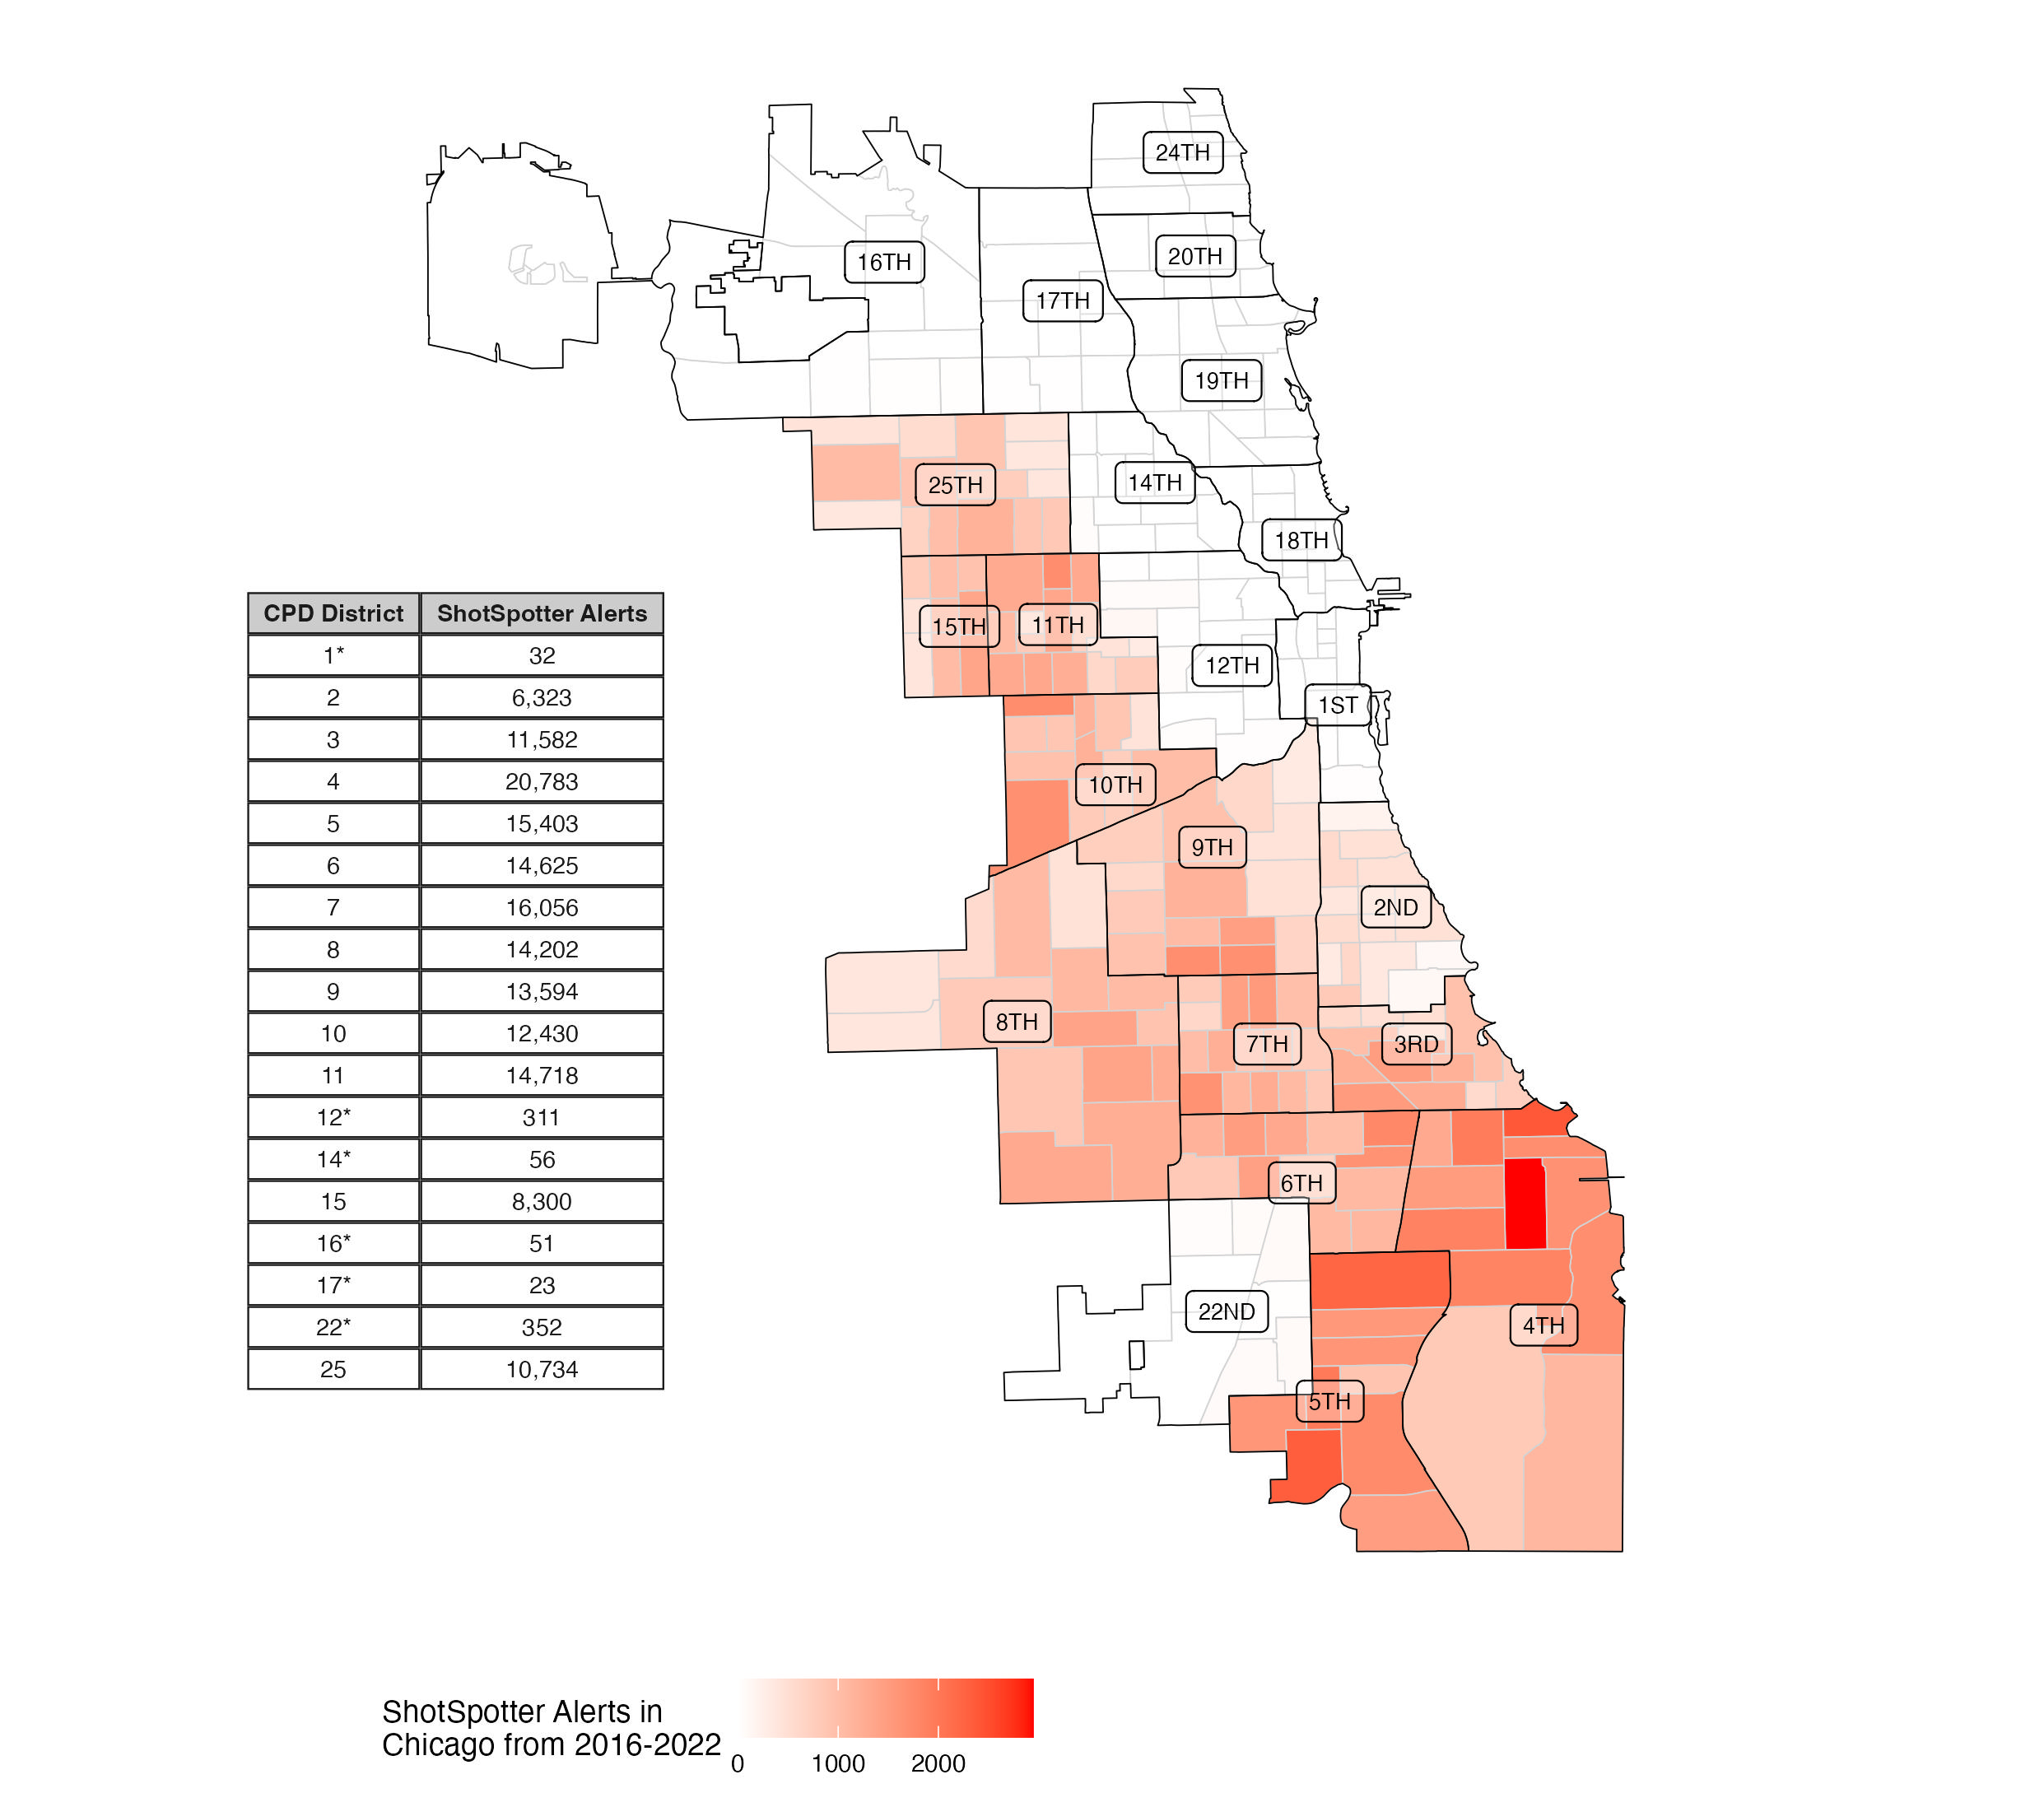 24TH
20TH
16TH
17TH
19TH
25TH
14TH
18TH
15TH
11TH
12TH
1ST
10TH
9TH
2ND
8TH
7TH
3RD
6TH
22ND
4TH
5TH
CPD District ShotSpotter Alerts
1* 32
2 6,323
3 11,582
4 20,783
5 15,403
6 14,625
7 16,056
8 14,202
9 13,594
10 12,430
11 14,718
12* 311
14* 56
15 8,300
16* 51
17* 23
22* 352
25 10,734
ShotSpotter Alerts in
Chicago from 2016-2022
0 1000 2000